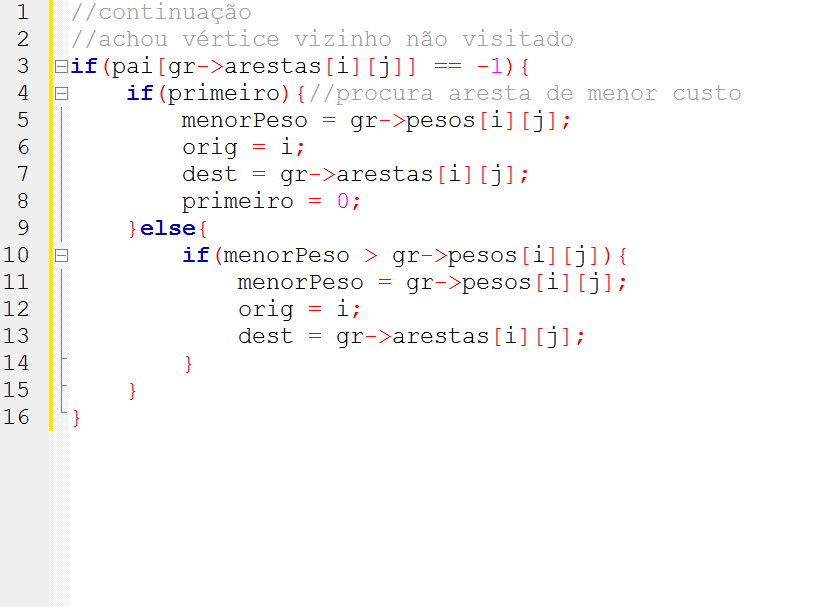 1 //continuação
2 //achou vértice vizinho não visitado
3 if(pai[gr->arestas[i][j]] == -1){
4     if(primeiro){//procura aresta de menor custo
5         menorPeso = gr->pesos[i][j];
6         orig = i;
7         dest = gr->arestas[i][j];
8         primeiro = 0;
9     }else{
10         if(menorPeso > gr->pesos[i][j]){
11             menorPeso = gr->pesos[i][j];
12             orig = i;
13             dest = gr->arestas[i][j];
14         }
15     }
16 }